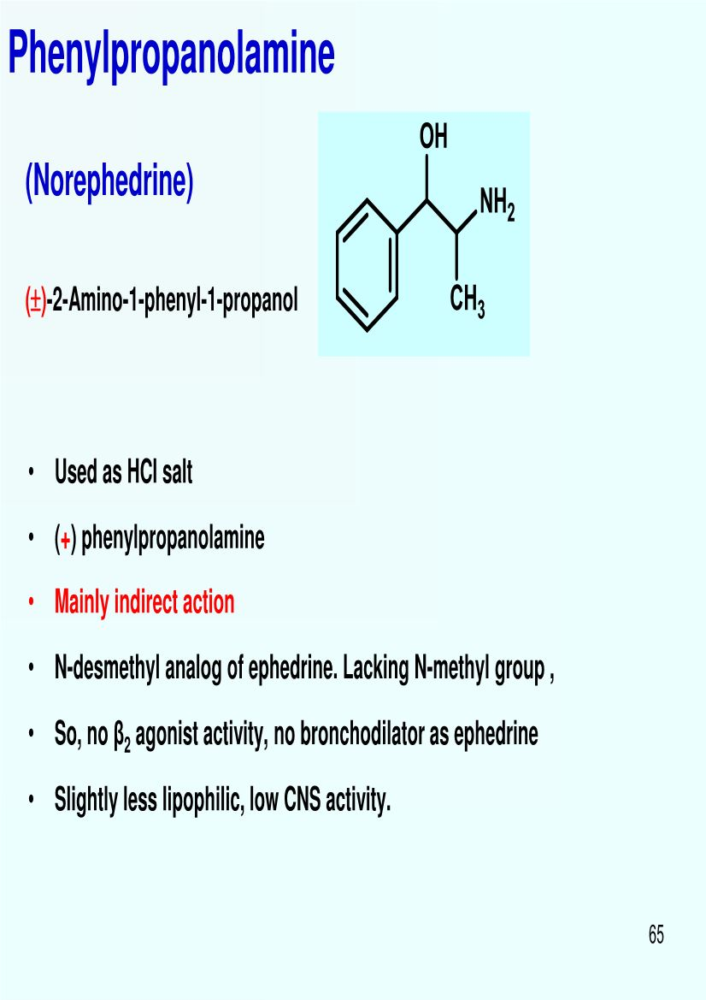 Phenylpropanolamine
(Norephedrine)
OH
NH2
CH3
(±)-2-Amino-1-phenyl-1-propanol
• Used as HCl salt
• (+) phenylpropanolamine
• Mainly indirect action
• N-desmethyl analog of ephedrine. Lacking N-methyl group ,
• So, no β2 agonist activity, no bronchodilator as ephedrine
• Slightly less lipophilic, low CNS activity.
65